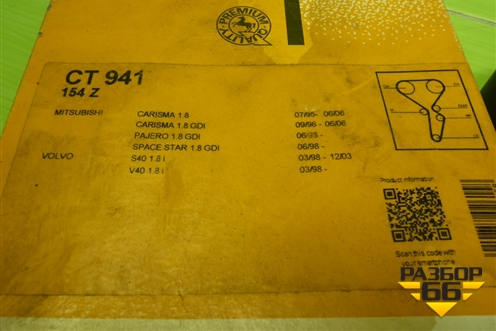 PREMIUM
QUALITY
CT 941
154 Z
MITSUBISHI CARISMA 1.8 07/95- 06/06
CARISMA 1.8 GDI 09/96 - 06/06
PAJERO 1.8 GDI 06/98-
SPACE STAR 1.8 GDI 06/98-
VOLVO S40 1.8 i 03/98 - 12/03
V40 1.8 i 03/98 -
Product information
Scan this code with
your smartphone
РАЗБОР
66